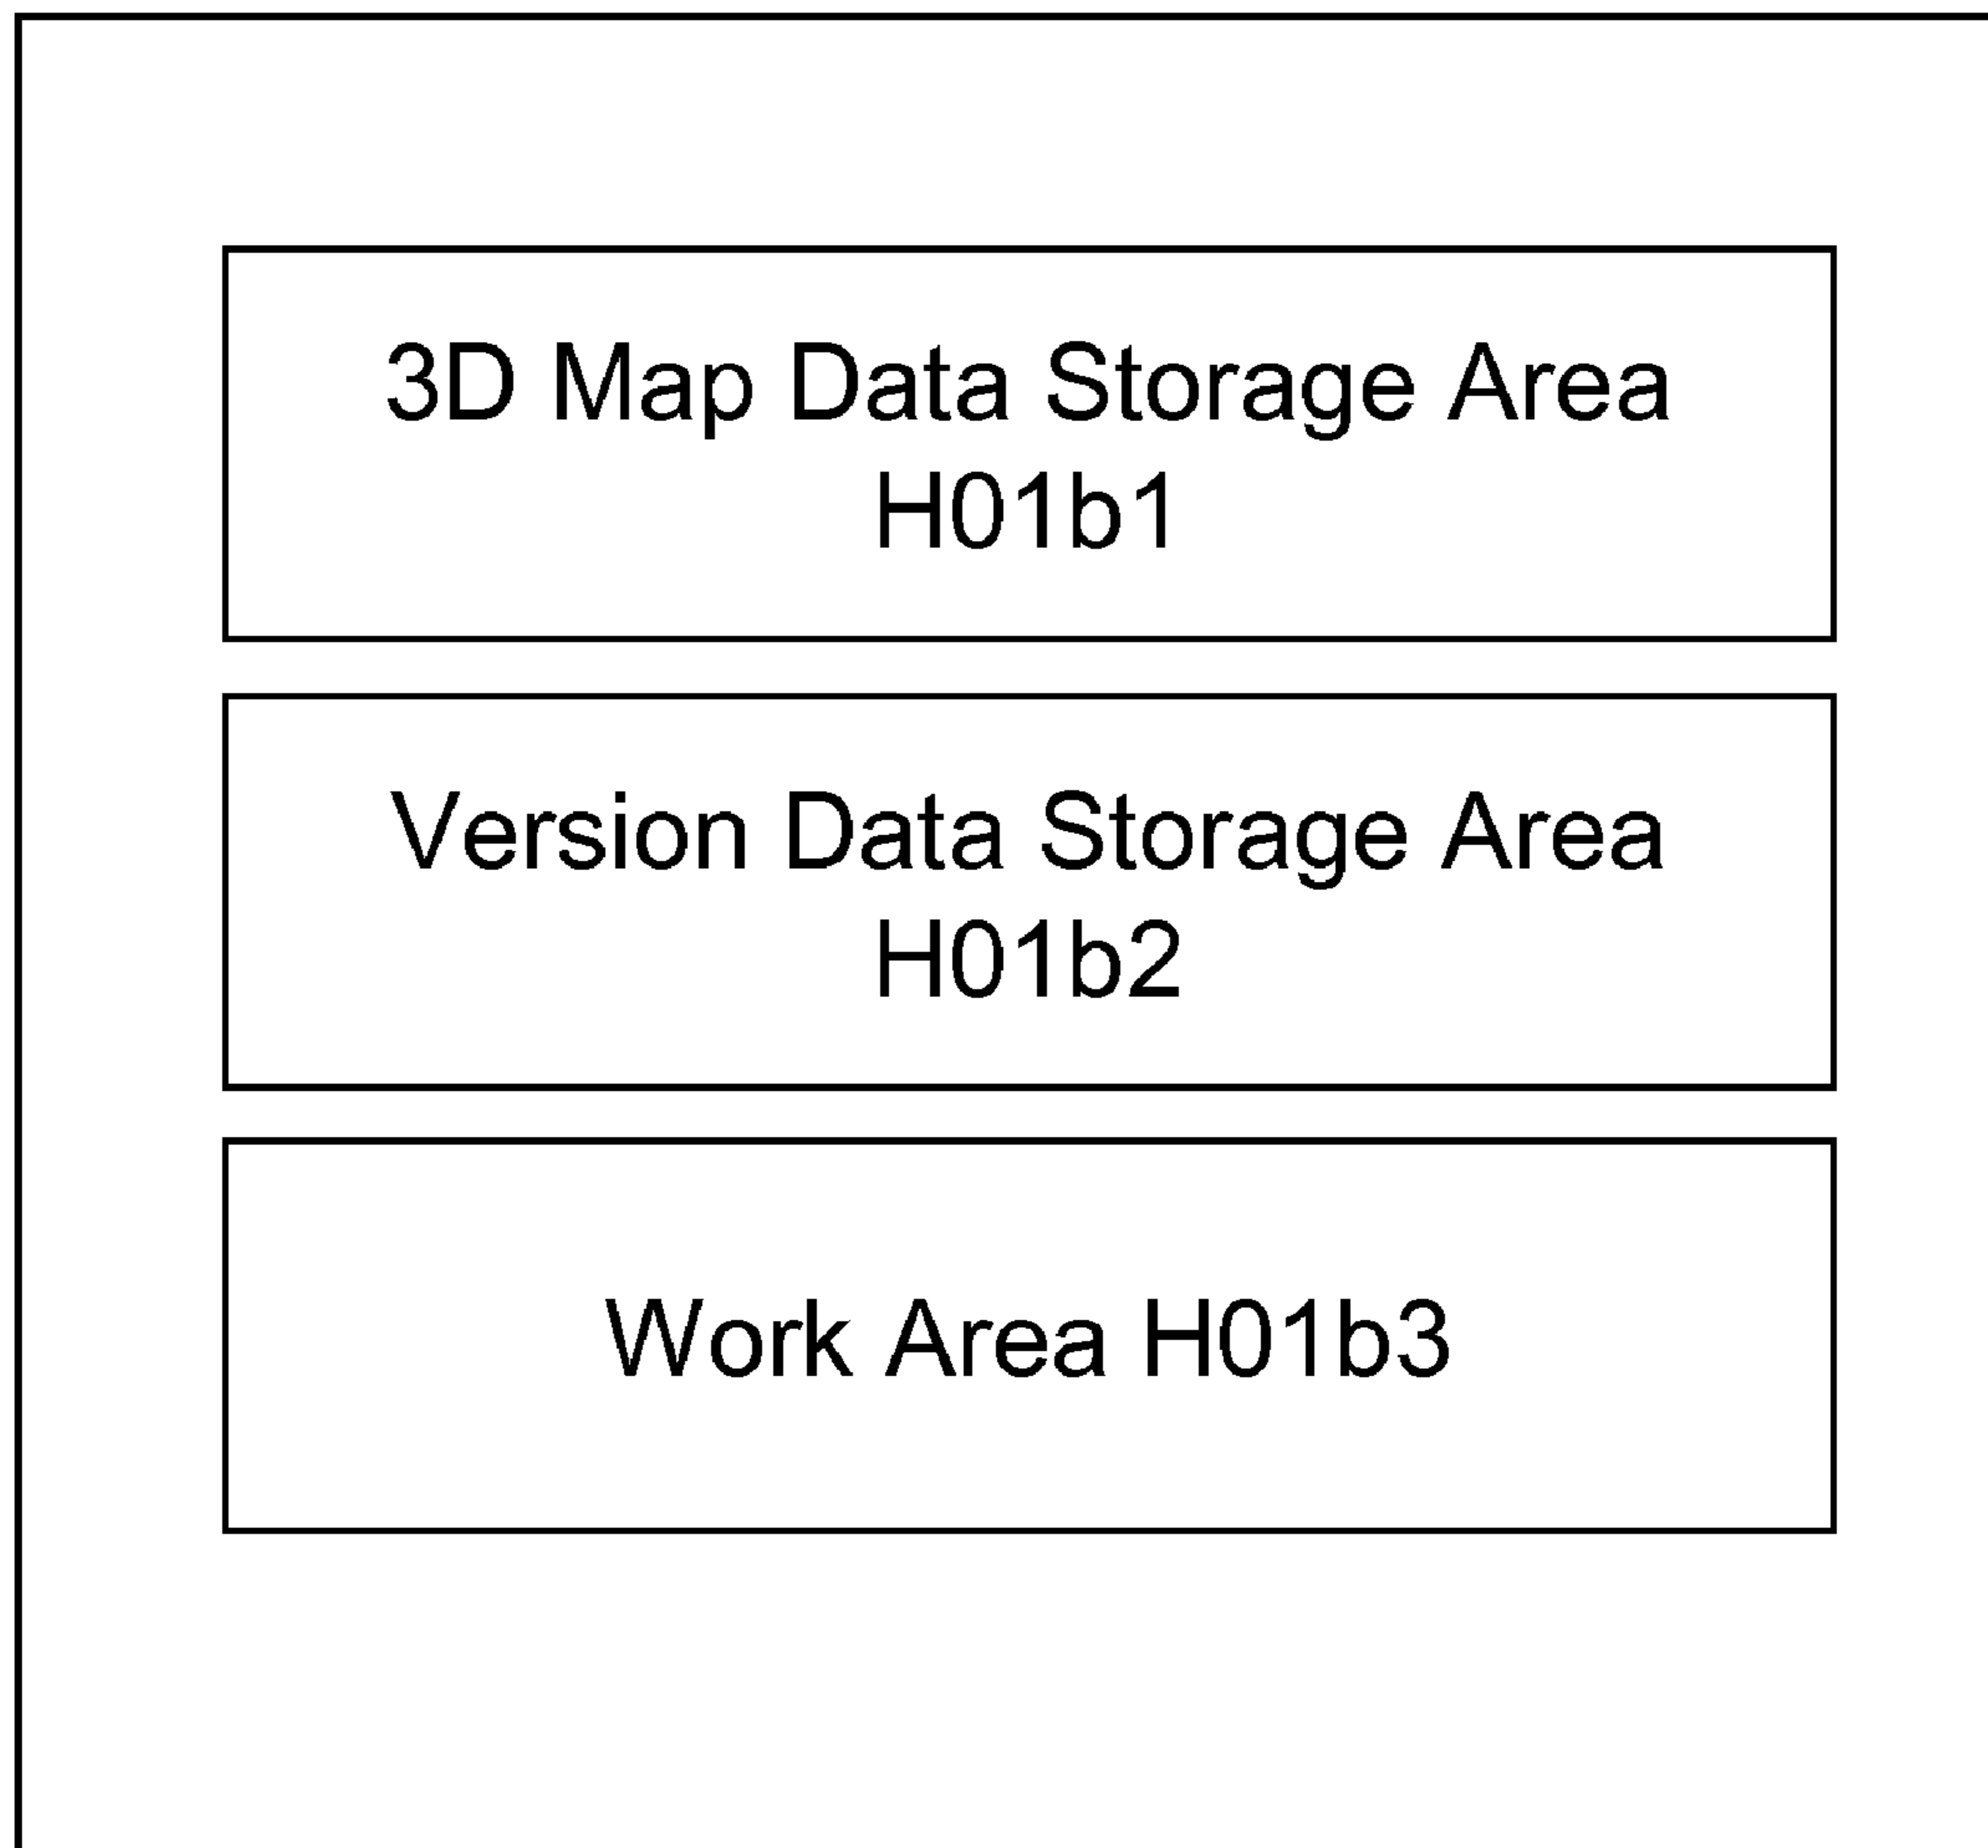 3D Map Data Storage Area
H01b1
Version Data Storage Area
H01b2
Work Area H01b3